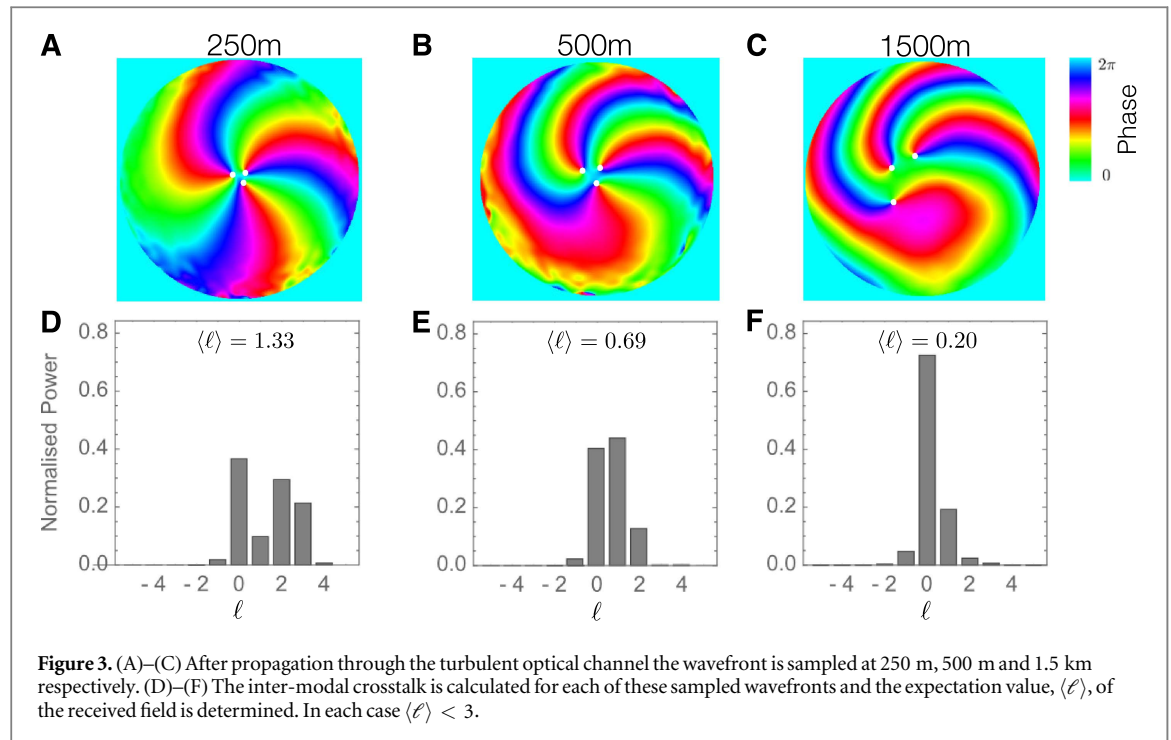 A 250m B 500m C 1500m
2π
Phase
0
D E F
⟨ℓ⟩ = 1.33 ⟨ℓ⟩ = 0.69 ⟨ℓ⟩ = 0.20
Normalised Power
0.8 0.8 0.8
0.6 0.6 0.6
0.4 0.4 0.4
0.2 0.2 0.2
0.0 0.0 0.0
- 4 - 2 0 2 4 - 4 - 2 0 2 4 - 4 - 2 0 2 4
ℓ ℓ ℓ
Figure 3. (A)–(C) After propagation through the turbulent optical channel the wavefront is sampled at 250 m, 500 m and 1.5 km
respectively. (D)–(F) The inter-modal crosstalk is calculated for each of these sampled wavefronts and the expectation value, ⟨ℓ⟩, of
the received field is determined. In each case ⟨ℓ⟩ < 3.